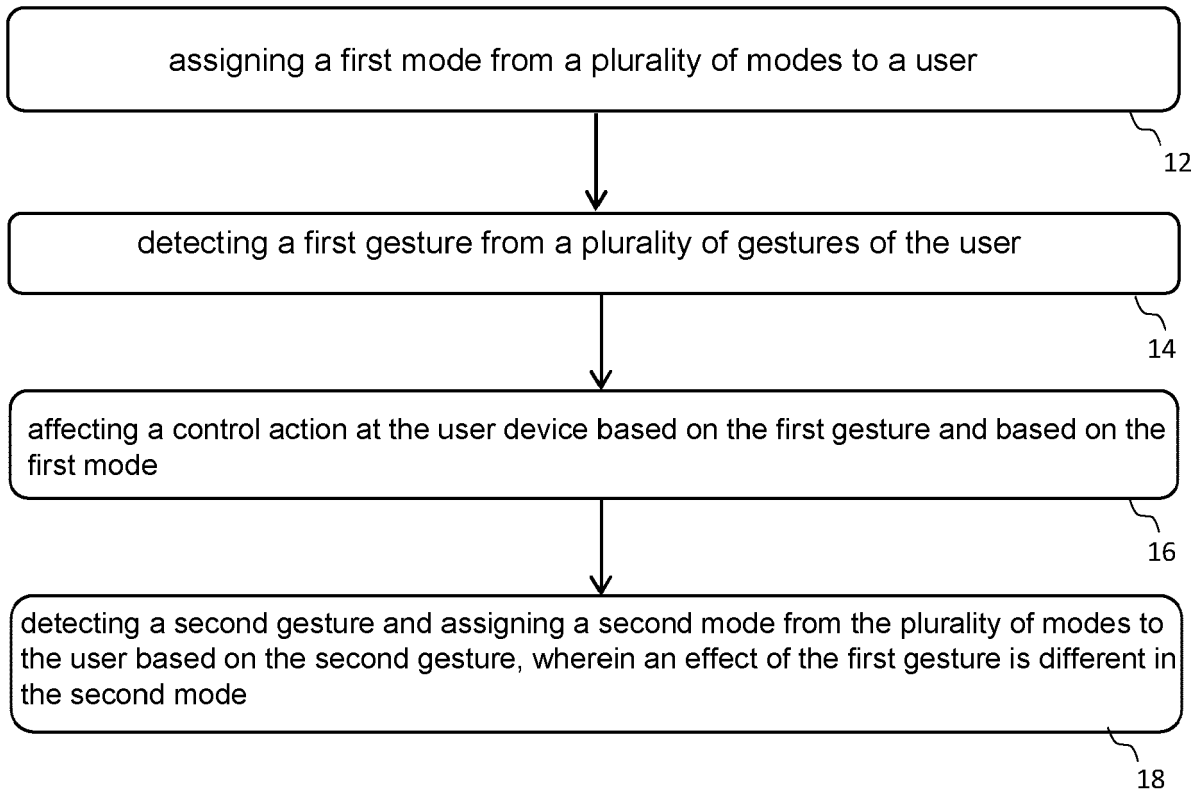 assigning a first mode from a plurality of modes to a user
12
detecting a first gesture from a plurality of gestures of the user
14
affecting a control action at the user device based on the first gesture and based on the
first mode
16
detecting a second gesture and assigning a second mode from the plurality of modes to
the user based on the second gesture, wherein an effect of the first gesture is different in
the second mode
18